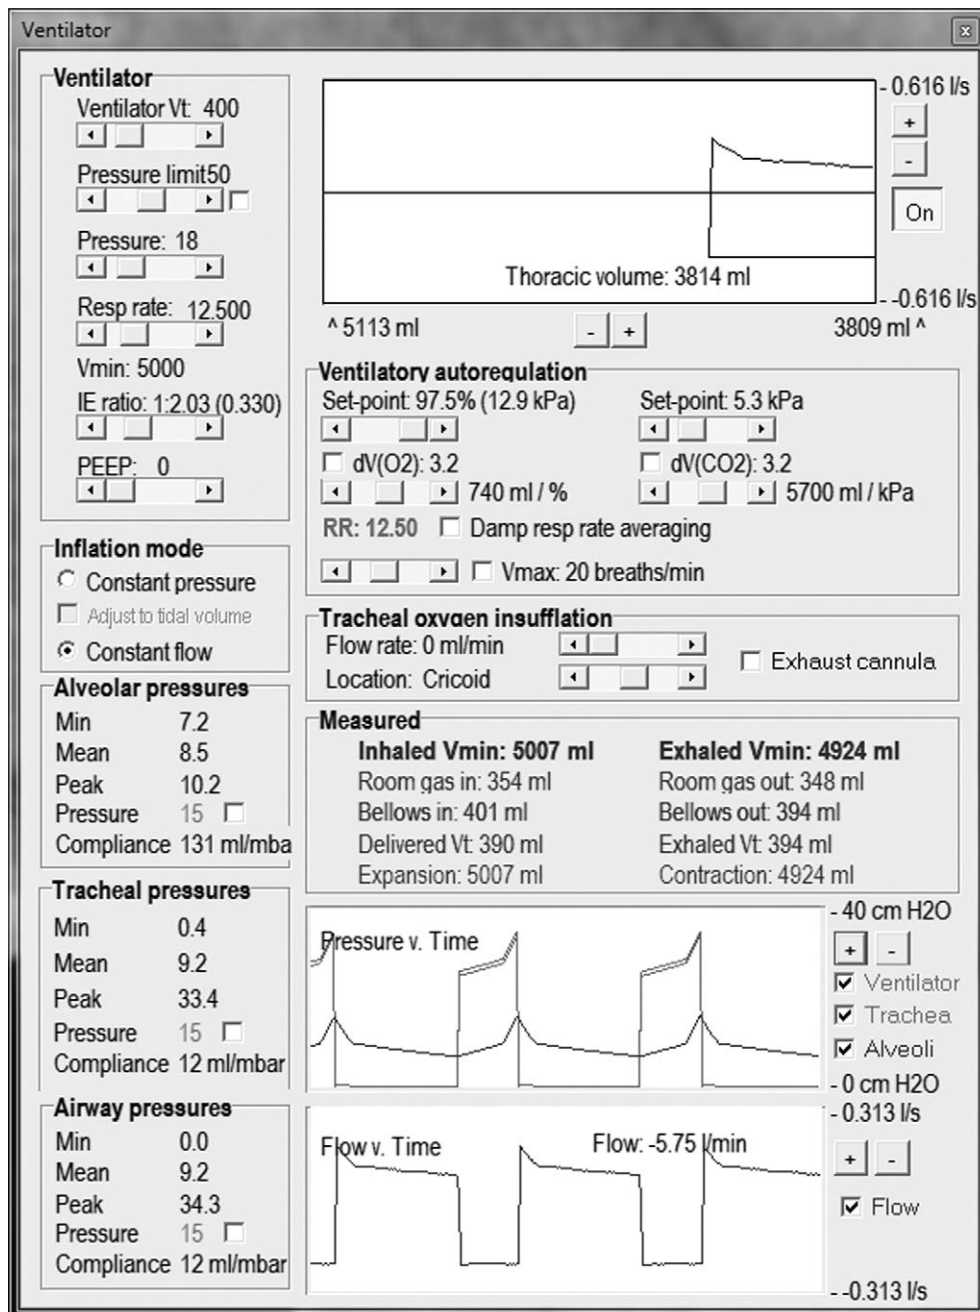 Ventilator
Ventilator
Ventilator Vt: 400
Pressure limit50
Pressure: 18
Resp rate: 12.500
Vmin: 5000
IE ratio: 1:2.03 (0.330)
PEEP: 0
Inflation mode
Constant pressure
Adjust to tidal volume
Constant flow
Alveolar pressures
Min 7.2
Mean 8.5
Peak 10.2
Pressure 15
Compliance 131 ml/mba
Tracheal pressures
Min 0.4
Mean 9.2
Peak 33.4
Pressure 15
Compliance 12 ml/mbar
Airway pressures
Min 0.0
Mean 9.2
Peak 34.3
Pressure 15
Compliance 12 ml/mbar
- 0.616 l/s
+
-
On
Thoracic volume: 3814 ml
- -0.616 l/s
^ 5113 ml - + 3809 ml ^
Ventilatory autoregulation
Set-point: 97.5% (12.9 kPa) Set-point: 5.3 kPa
dV(O2): 3.2 dV(CO2): 3.2
740 ml / % 5700 ml / kPa
RR: 12.50 Damp resp rate averaging
Vmax: 20 breaths/min
Tracheal oxygen insufflation
Flow rate: 0 ml/min
Location: Cricoid
Exhaust cannula
Measured
Inhaled Vmin: 5007 ml Exhaled Vmin: 4924 ml
Room gas in: 354 ml Room gas out: 348 ml
Bellows in: 401 ml Bellows out: 394 ml
Delivered Vt: 390 ml Exhaled Vt: 394 ml
Expansion: 5007 ml Contraction: 4924 ml
- 40 cm H2O
Pressure v. Time
+ -
Ventilator
Trachea
Alveoli
- 0 cm H2O
- 0.313 l/s
Flow v. Time Flow: -5.75 l/min
+ -
Flow
- -0.313 l/s